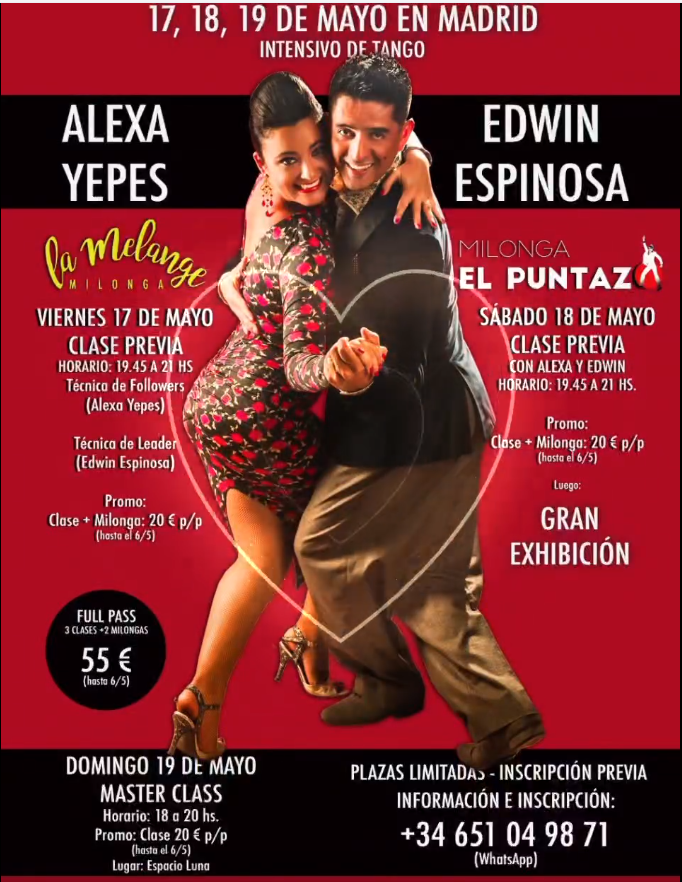 17, 18, 19 DE MAYO EN MADRID
INTENSIVO DE TANGO
ALEXA
YEPES
EDWIN
ESPINOSA
la Melange
MILONGA
VIERNES 17 DE MAYO
CLASE PREVIA
HORARIO: 19.45 A 21 HS
Técnica de Followers
(Alexa Yepes)
Técnica de Leader
(Edwin Espinosa)
Promo:
Clase + Milonga: 20 € p/p
(hasta el 6/5)
MILONGA
EL PUNTAZO
SÁBADO 18 DE MAYO
CLASE PREVIA
CON ALEXA Y EDWIN
HORARIO: 19.45 A 21 HS.
Promo:
Clase + Milonga: 20 € p/p
(hasta el 6/5)
Luego:
GRAN
EXHIBICIÓN
FULL PASS
3 CLASES +2 MILONGAS
55 €
(hasta 6/5)
DOMINGO 19 DE MAYO
MASTER CLASS
Horario: 18 a 20 hs.
Promo: Clase 20 € p/p
(hasta el 6/5)
Lugar: Espacio Luna
PLAZAS LIMITADAS - INSCRIPCIÓN PREVIA
INFORMACIÓN E INSCRIPCIÓN:
+34 651 04 98 71
(WhatsApp)